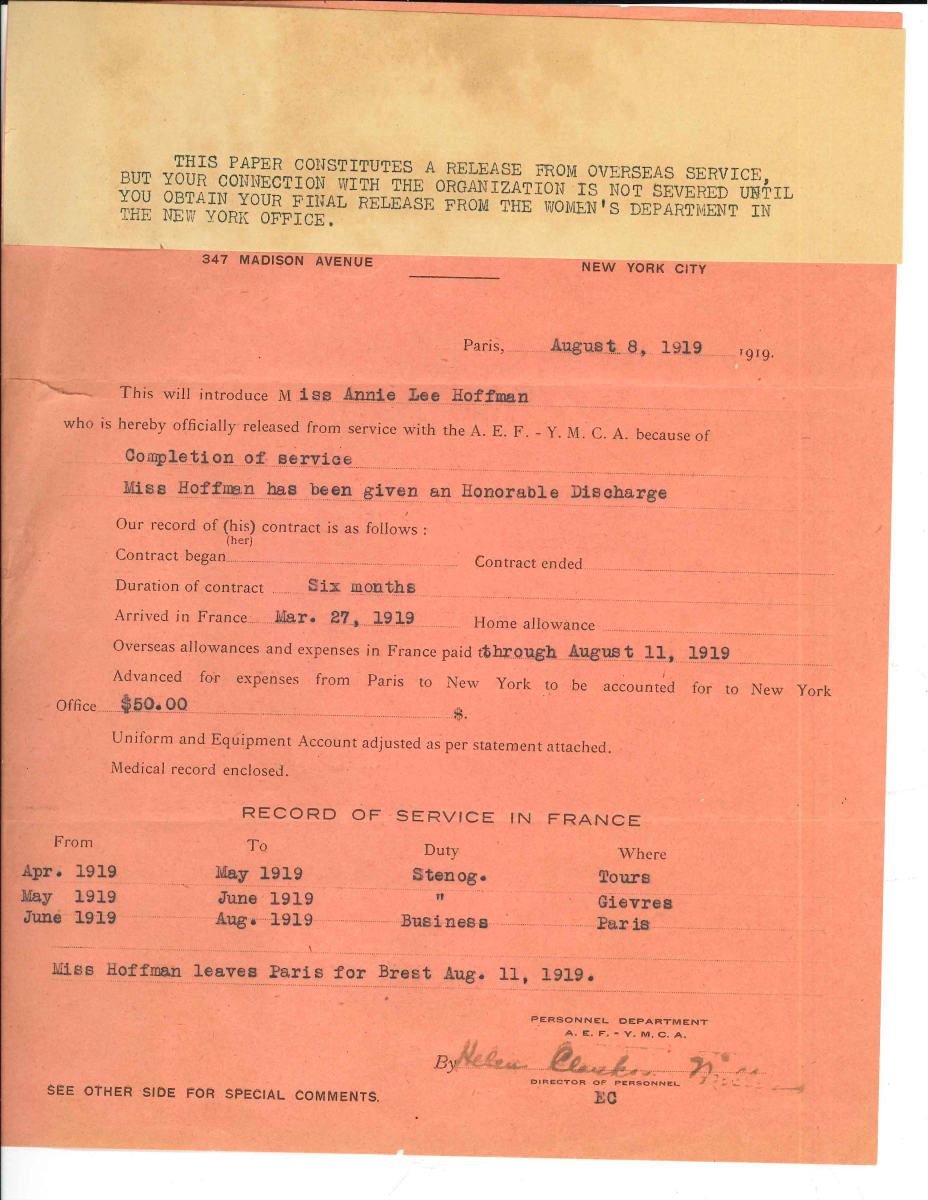 THIS PAPER CONSTITUTES A RELEASE FROM OVERSEAS SERVICE,
BUT YOUR CONNECTION WITH THE ORGANIZATION IS NOT SEVERED UNTIL
YOU OBTAIN YOUR FINAL RELEASE FROM THE WOMEN'S DEPARTMENT IN
THE NEW YORK OFFICE.
347 MADISON AVENUE NEW YORK CITY
Paris, August 8, 1919 1919.
This will introduce M iss Annie Lee Hoffman
who is hereby officially released from service with the A. E. F. - Y. M. C. A. because of
Completion of service
Miss Hoffman has been given an Honorable Discharge
Our record of (his) contract is as follows :
(her)
Contract began Contract ended
Duration of contract Six months
Arrived in France Mar. 27, 1919 Home allowance
Overseas allowances and expenses in France paid through August 11, 1919
Advanced for expenses from Paris to New York to be accounted for to New York
Office $50.00 $.
Uniform and Equipment Account adjusted as per statement attached.
Medical record enclosed.
RECORD OF SERVICE IN FRANCE
From To Duty Where
Apr. 1919 May 1919 Stenog. Tours
May 1919 June 1919 " Gievres
June 1919 Aug. 1919 Business Paris
Miss Hoffman leaves Paris for Brest Aug. 11, 1919.
PERSONNEL DEPARTMENT
A. E. F. - Y. M. C. A.
By Helen
DIRECTOR OF PERSONNEL
EC
SEE OTHER SIDE FOR SPECIAL COMMENTS.